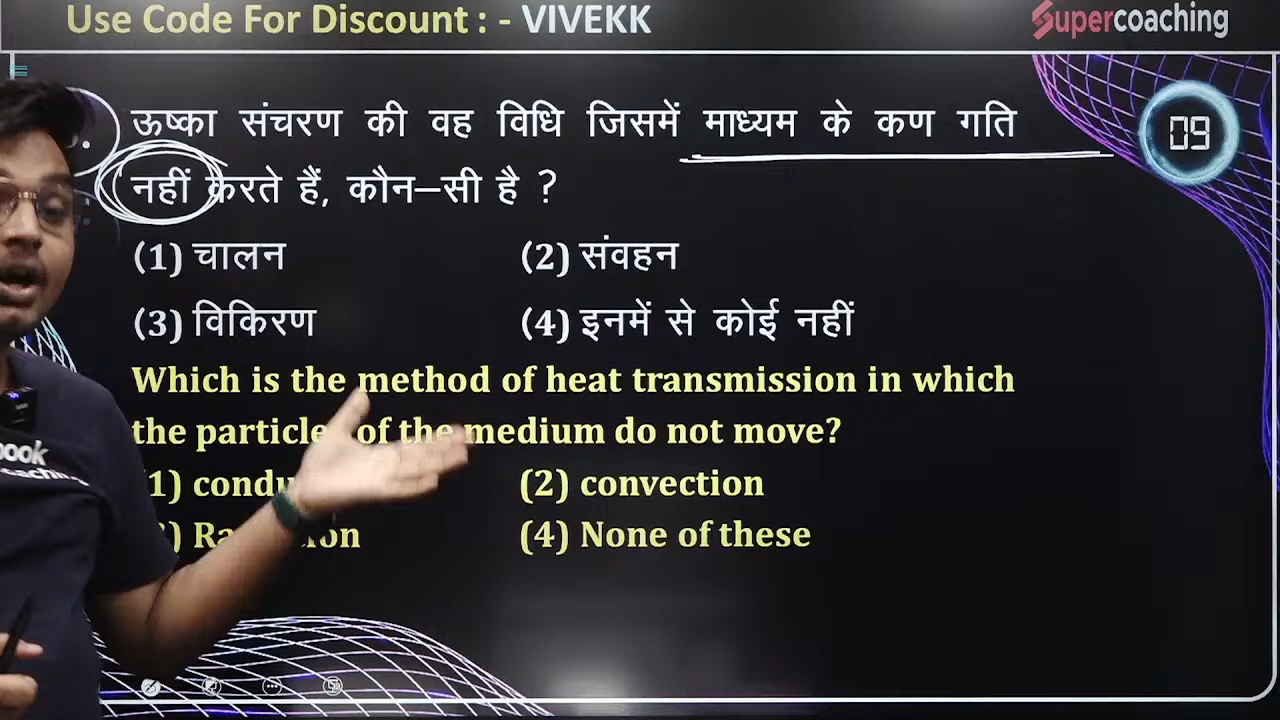 Use Code For Discount : - VIVEKK
Supercoaching
09
ऊष्का संचरण की वह विधि जिसमें माध्यम के कण गति
नहीं करते हैं, कौन–सी है ?
(1) चालन (2) संवहन
(3) विकिरण (4) इनमें से कोई नहीं
Which is the method of heat transmission in which
the of the medium do not move?
1) (2) convection
(4) None of these